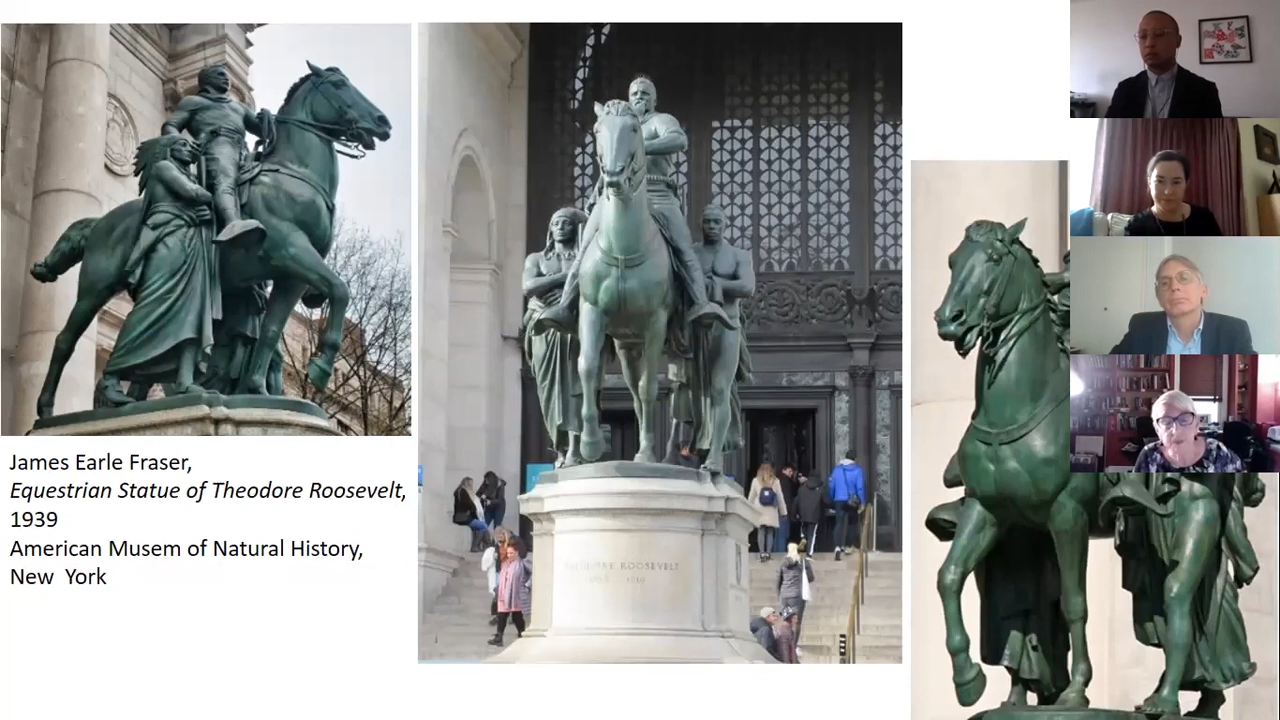 James Earle Fraser,
Equestrian Statue of Theodore Roosevelt,
1939
American Musem of Natural History,
New  York
THEODORE ROOSEVELT